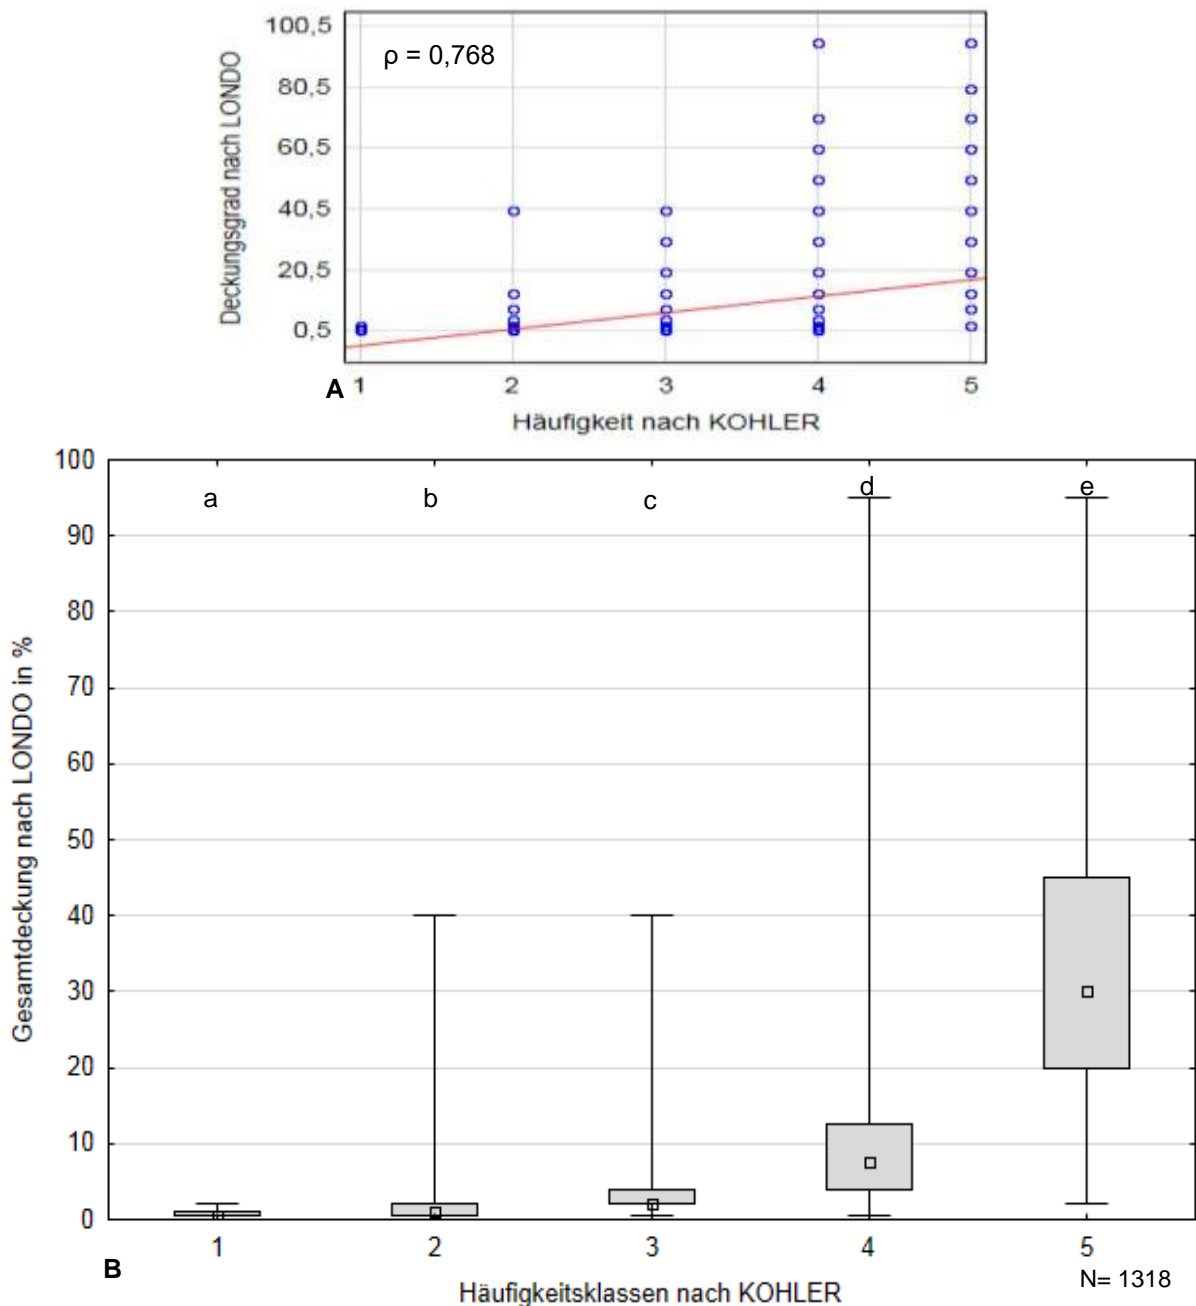 100,5
ρ = 0,768
80,5
60,5
40,5
20,5
0,5
Deckungsgrad nach LONDO
A
1 2 3 4 5
Häufigkeit nach KOHLER
100
a b c d e
90
80
70
60
50
40
30
20
10
0
Gesamtdeckung nach LONDO in %
1 2 3 4 5
B
N= 1318
Häufigkeitsklassen nach KOHLER